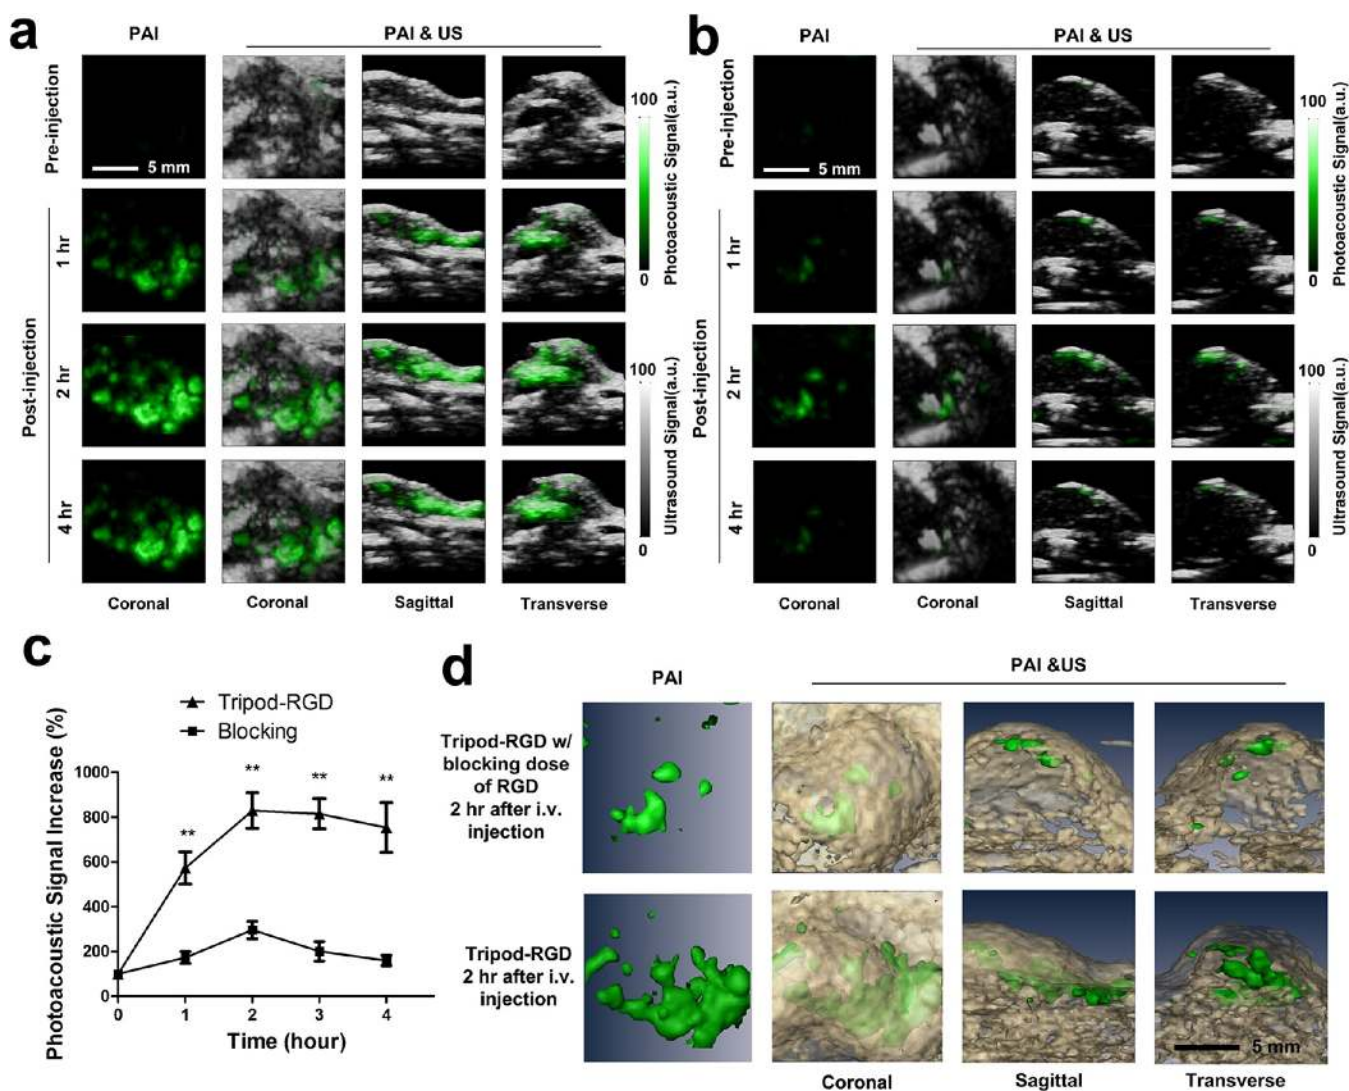 a
PAI
PAI & US
Pre-injection
5 mm
Post-injection
1 hr
2 hr
4 hr
Coronal
Coronal
Sagittal
Transverse
100
0
Photoacoustic Signal(a.u.)
100
0
Ultrasound Signal(a.u.)
b
PAI
PAI & US
Pre-injection
5 mm
Post-injection
1 hr
2 hr
4 hr
Coronal
Coronal
Sagittal
Transverse
100
0
Photoacoustic Signal(a.u.)
100
0
Ultrasound Signal(a.u.)
c
Tripod-RGD
Blocking
Photoacoustic Signal Increase (%)
1000
800
600
400
200
0
**
**
**
**
0 1 2 3 4
Time (hour)
d
PAI
PAI &US
Tripod-RGD w/
blocking dose
of RGD
2 hr after i.v.
injection
Tripod-RGD
2 hr after i.v.
injection
5 mm
Coronal
Sagittal
Transverse